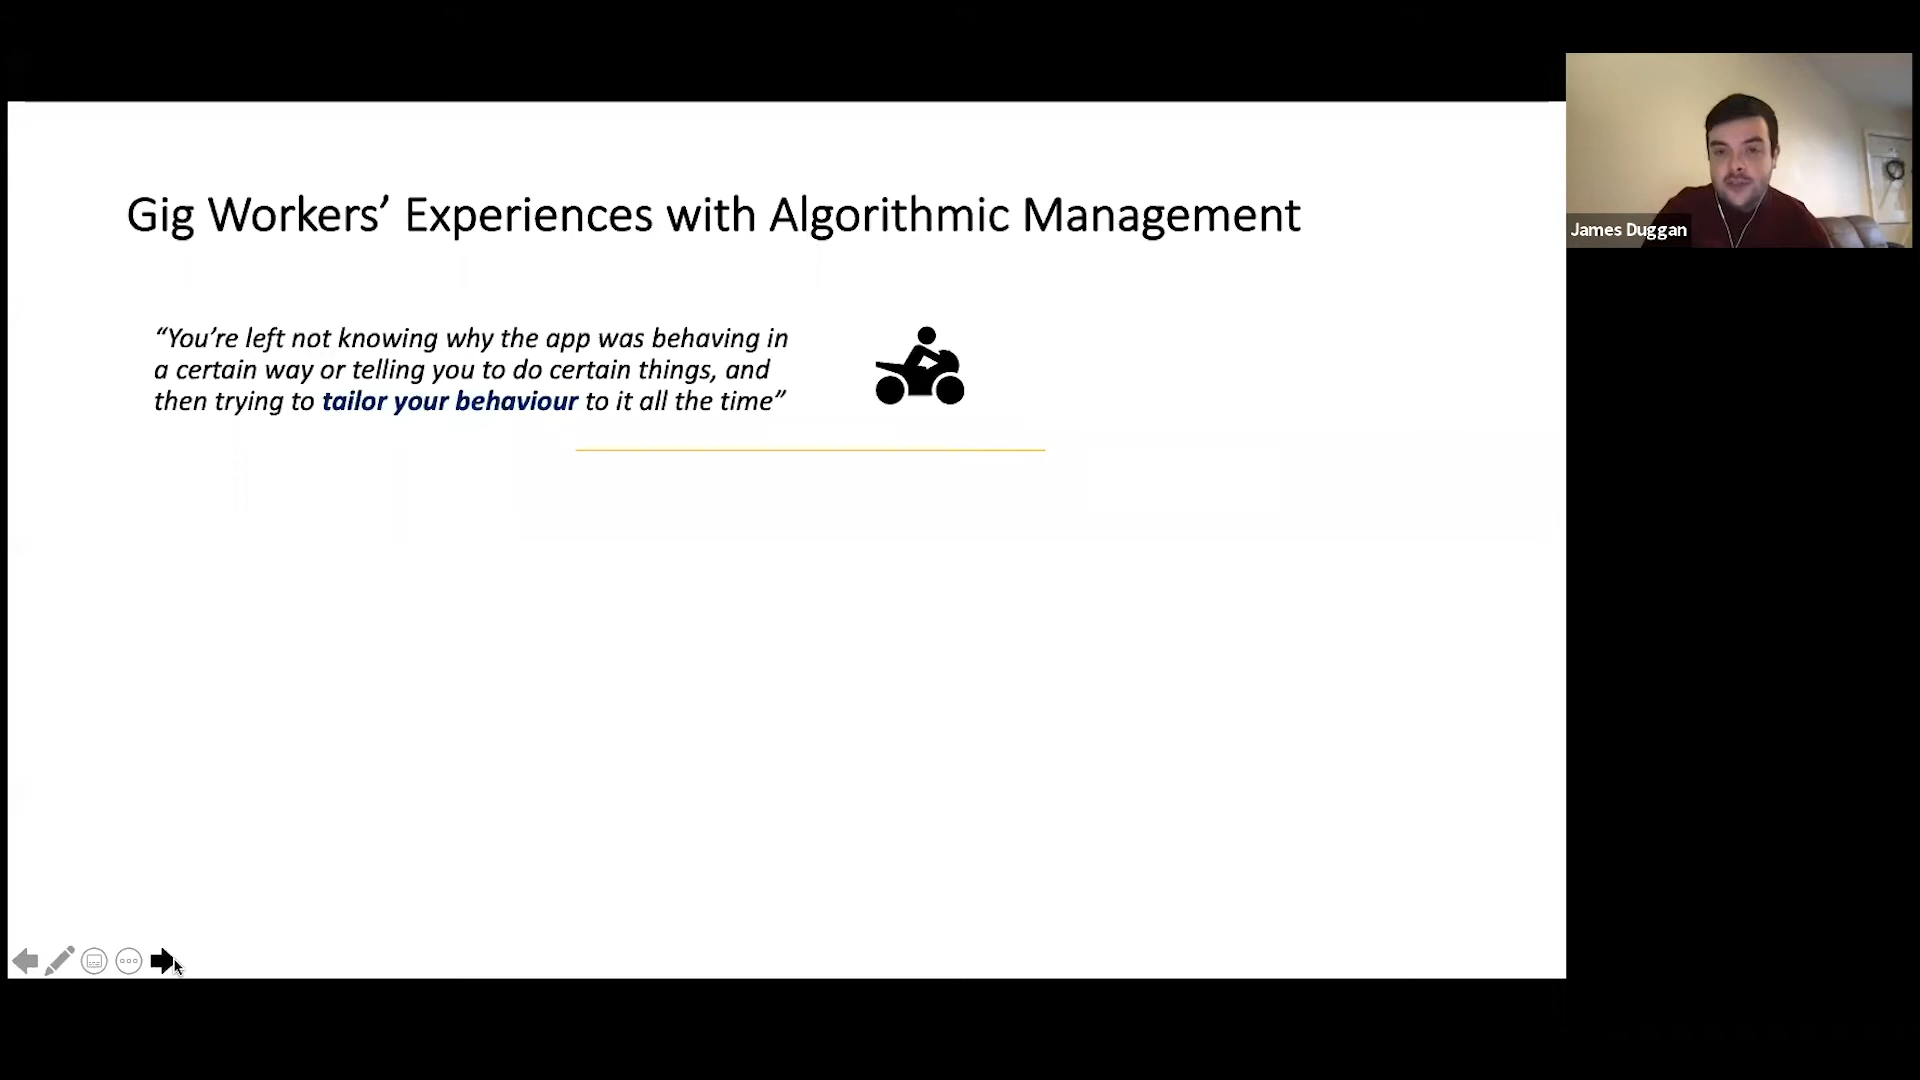 Gig Workers’ Experiences with Algorithmic Management
“You’re left not knowing why the app was behaving in
a certain way or telling you to do certain things, and
then trying to tailor your behaviour to it all the time”
James Duggan